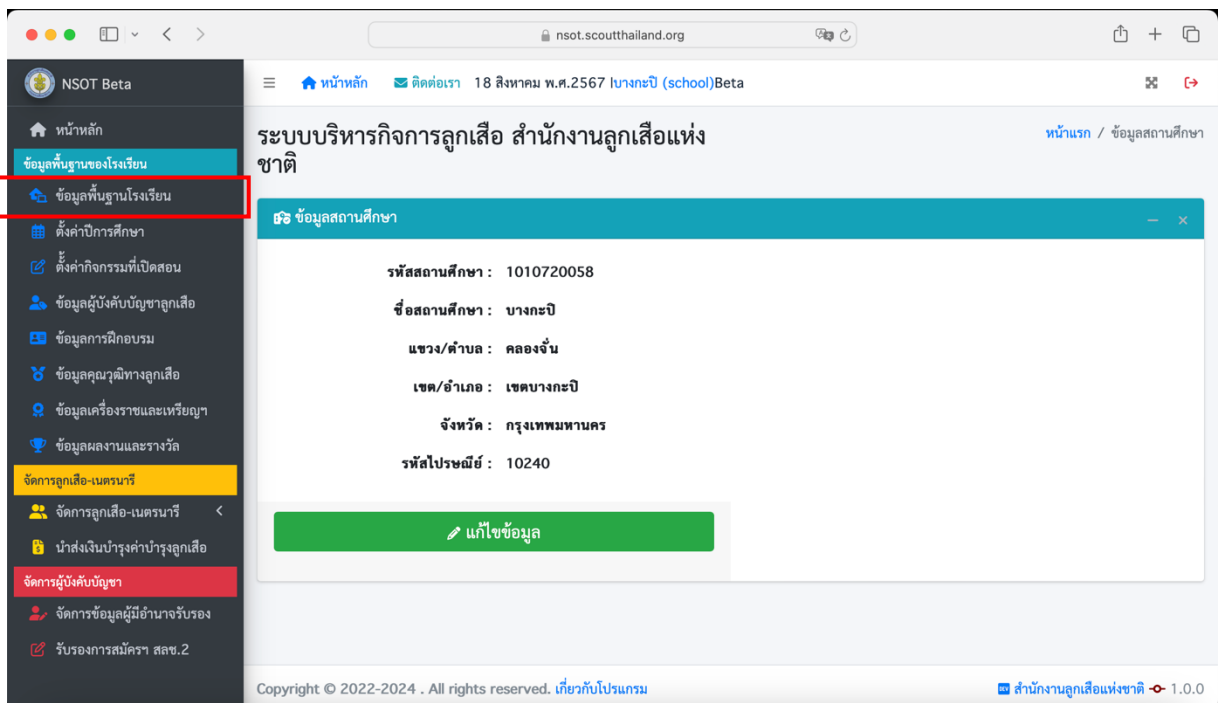 nsot.scoutthailand.org
NSOT Beta
หน้าหลัก ติดต่อเรา 18 สิงหาคม พ.ศ.2567 |บางกะปิ (school)Beta
หน้าหลัก
ข้อมูลพื้นฐานของโรงเรียน
ข้อมูลพื้นฐานโรงเรียน
ตั้งค่าปีการศึกษา
ตั้งค่ากิจกรรมที่เปิดสอน
ข้อมูลผู้บังคับบัญชาลูกเสือ
ข้อมูลการฝึกอบรม
ข้อมูลคุณวุฒิทางลูกเสือ
ข้อมูลเครื่องราชและเหรียญฯ
ข้อมูลผลงานและรางวัล
จัดการลูกเสือ-เนตรนารี
จัดการลูกเสือ-เนตรนารี
นำส่งเงินบำรุงค่าบำรุงลูกเสือ
จัดการผู้บังคับบัญชา
จัดการข้อมูลผู้มีอำนาจรับรอง
รับรองการสมัครฯ สลช.2
ระบบบริหารกิจการลูกเสือ สำนักงานลูกเสือแห่ง
ชาติ
หน้าแรก / ข้อมูลสถานศึกษา
ข้อมูลสถานศึกษา
รหัสสถานศึกษา : 1010720058
ชื่อสถานศึกษา : บางกะปิ
แขวง/ตำบล : คลองจั่น
เขต/อำเภอ : เขตบางกะปิ
จังหวัด : กรุงเทพมหานคร
รหัสไปรษณีย์ : 10240
แก้ไขข้อมูล
Copyright © 2022-2024 . All rights reserved. เกี่ยวกับโปรแกรม
สำนักงานลูกเสือแห่งชาติ 1.0.0